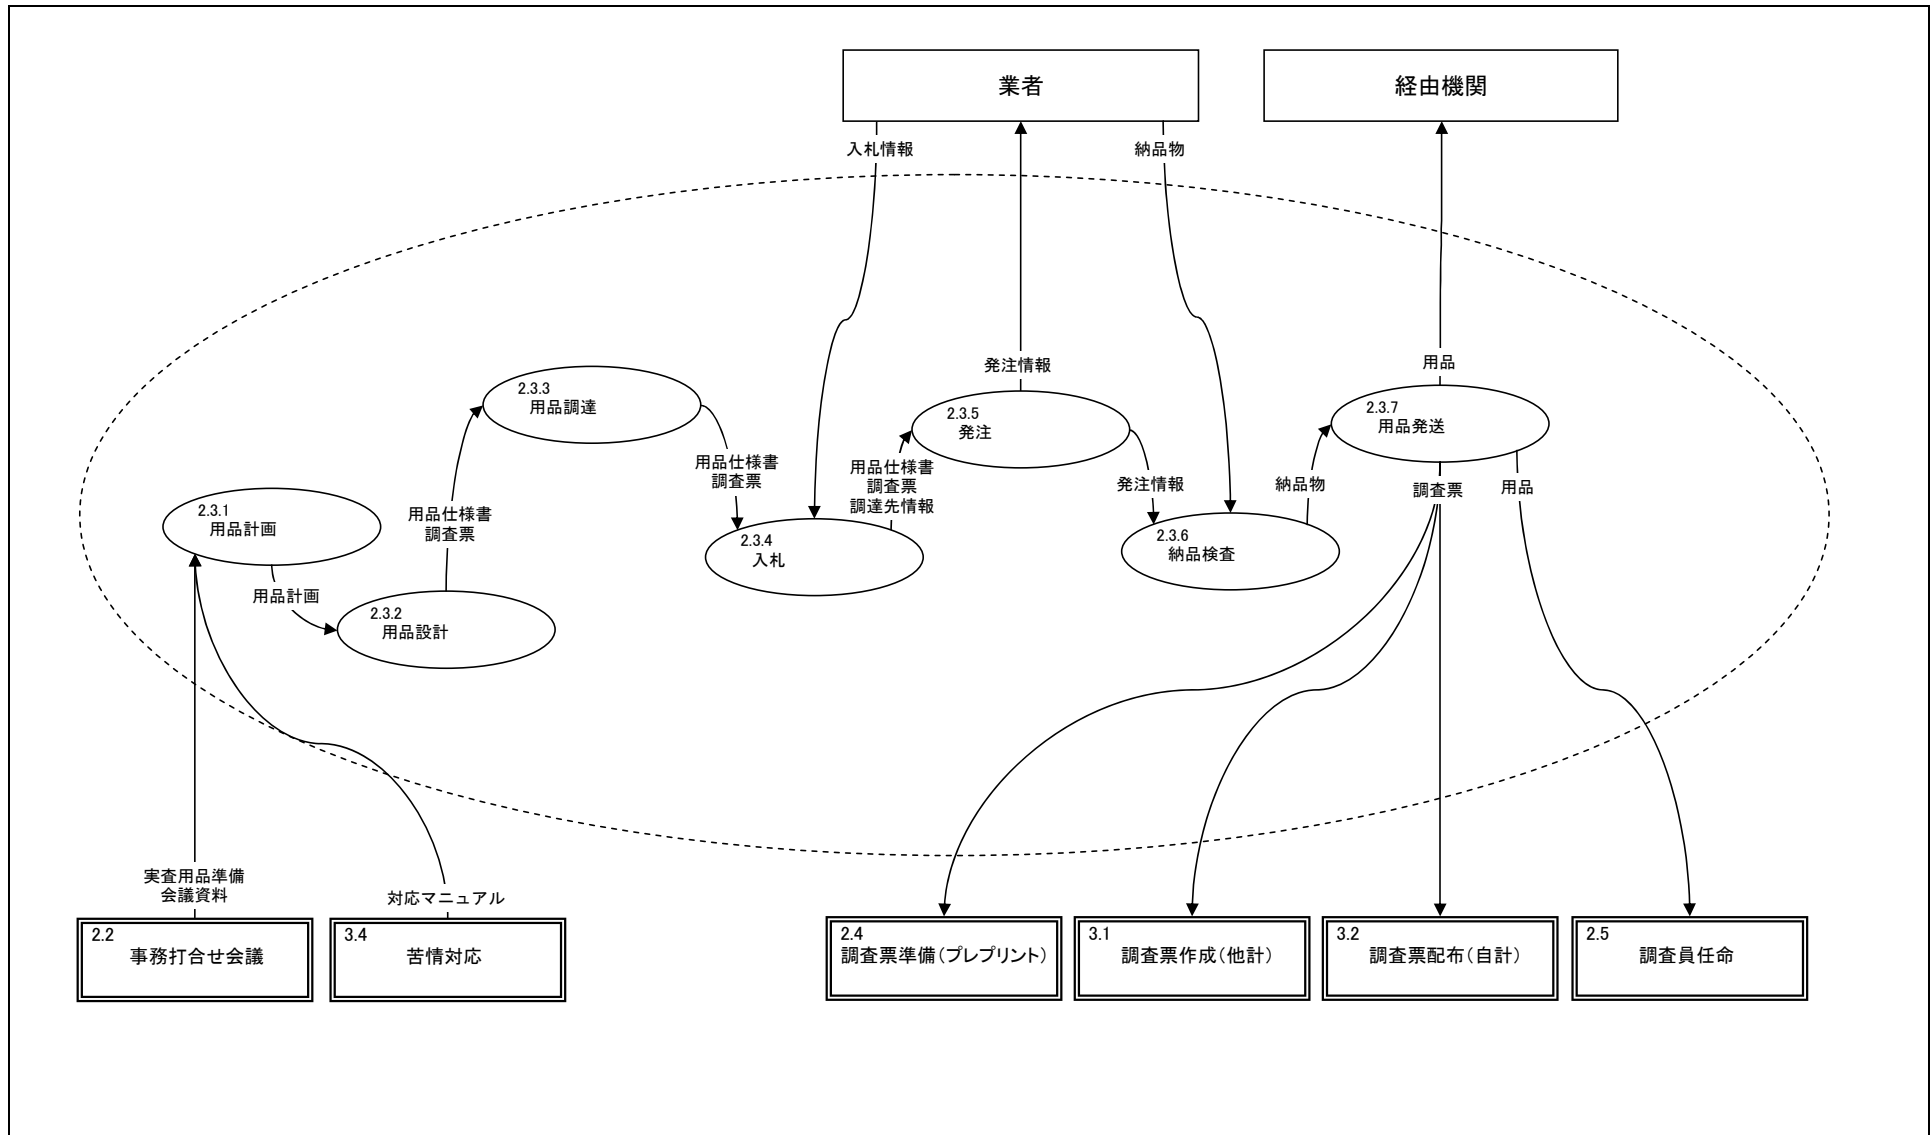 業者
経由機関
入札情報
納品物
発注情報
用品
2.3.3
用品調達
2.3.5
発注
2.3.7
用品発送
用品仕様書
調査票
用品仕様書
調査票
調達先情報
発注情報
納品物
調査票
用品
2.3.1
用品計画
用品仕様書
調査票
2.3.4
入札
2.3.6
納品検査
用品計画
2.3.2
用品設計
実査用品準備
会議資料
対応マニュアル
2.2
事務打合せ会議
3.4
苦情対応
2.4
調査票準備（プレプリント）
3.1
調査票作成（他計）
3.2
調査票配布（自計）
2.5
調査員任命